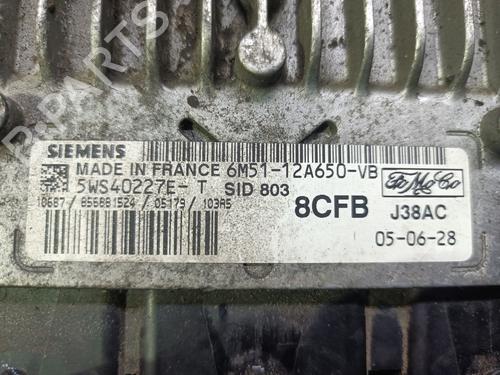 SIEMENS
MADE IN FRANCE 6M51-12A650-VB
5WS40227E-T SID 803
10687 / 856881524 / 05179 / 103A5
8CFB
FoMoCo
J38AC
05-06-28
B-PARTS